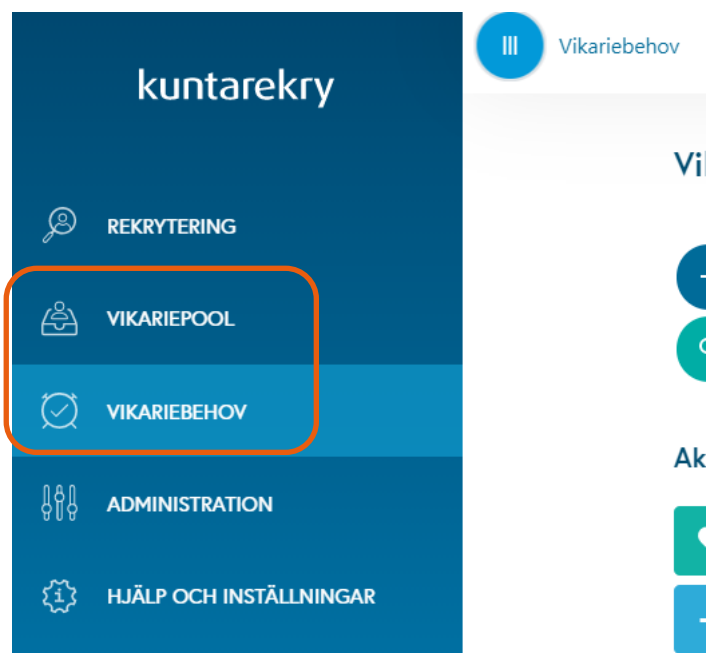 kuntarekry
REKRYTERING
VIKARIEPOOL
VIKARIEBEHOV
ADMINISTRATION
HJÄLP OCH INSTÄLLNINGAR
Vikariebehov